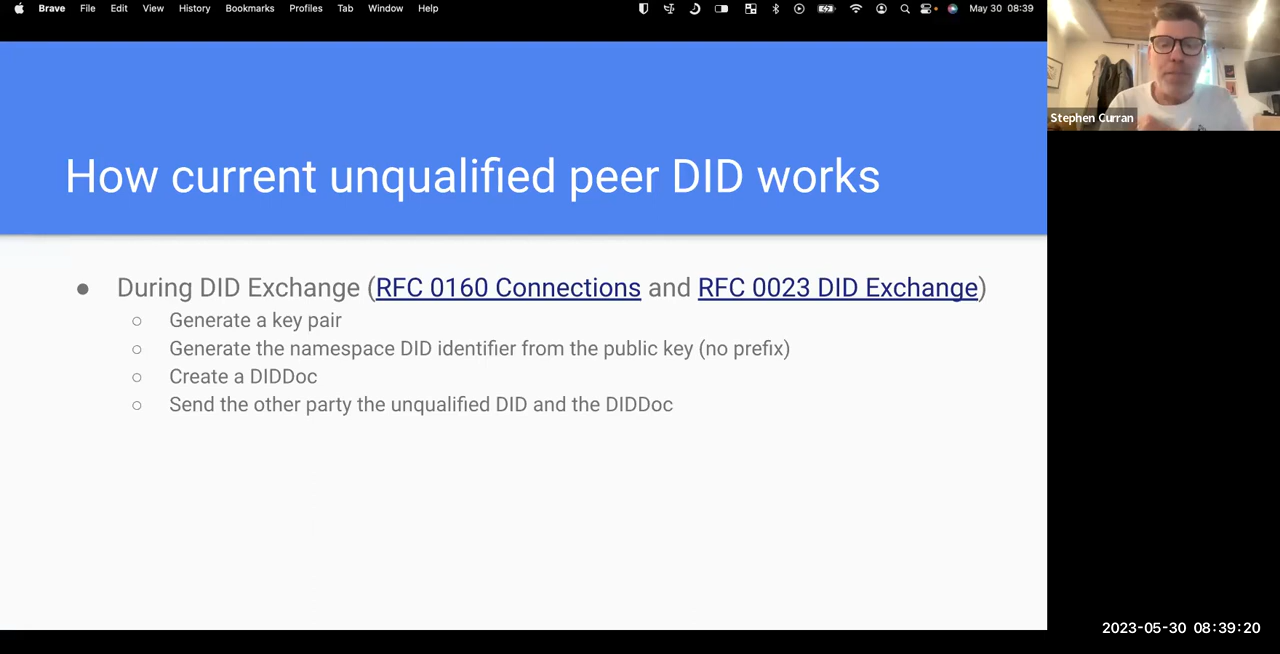 Brave File Edit View History Bookmarks Profiles Tab Window Help May 30 08:39
Stephen Curran
How current unqualified peer DID works
● During DID Exchange (RFC 0160 Connections and RFC 0023 DID Exchange)
○ Generate a key pair
○ Generate the namespace DID identifier from the public key (no prefix)
○ Create a DIDDoc
○ Send the other party the unqualified DID and the DIDDoc
2023-05-30 08:39:20